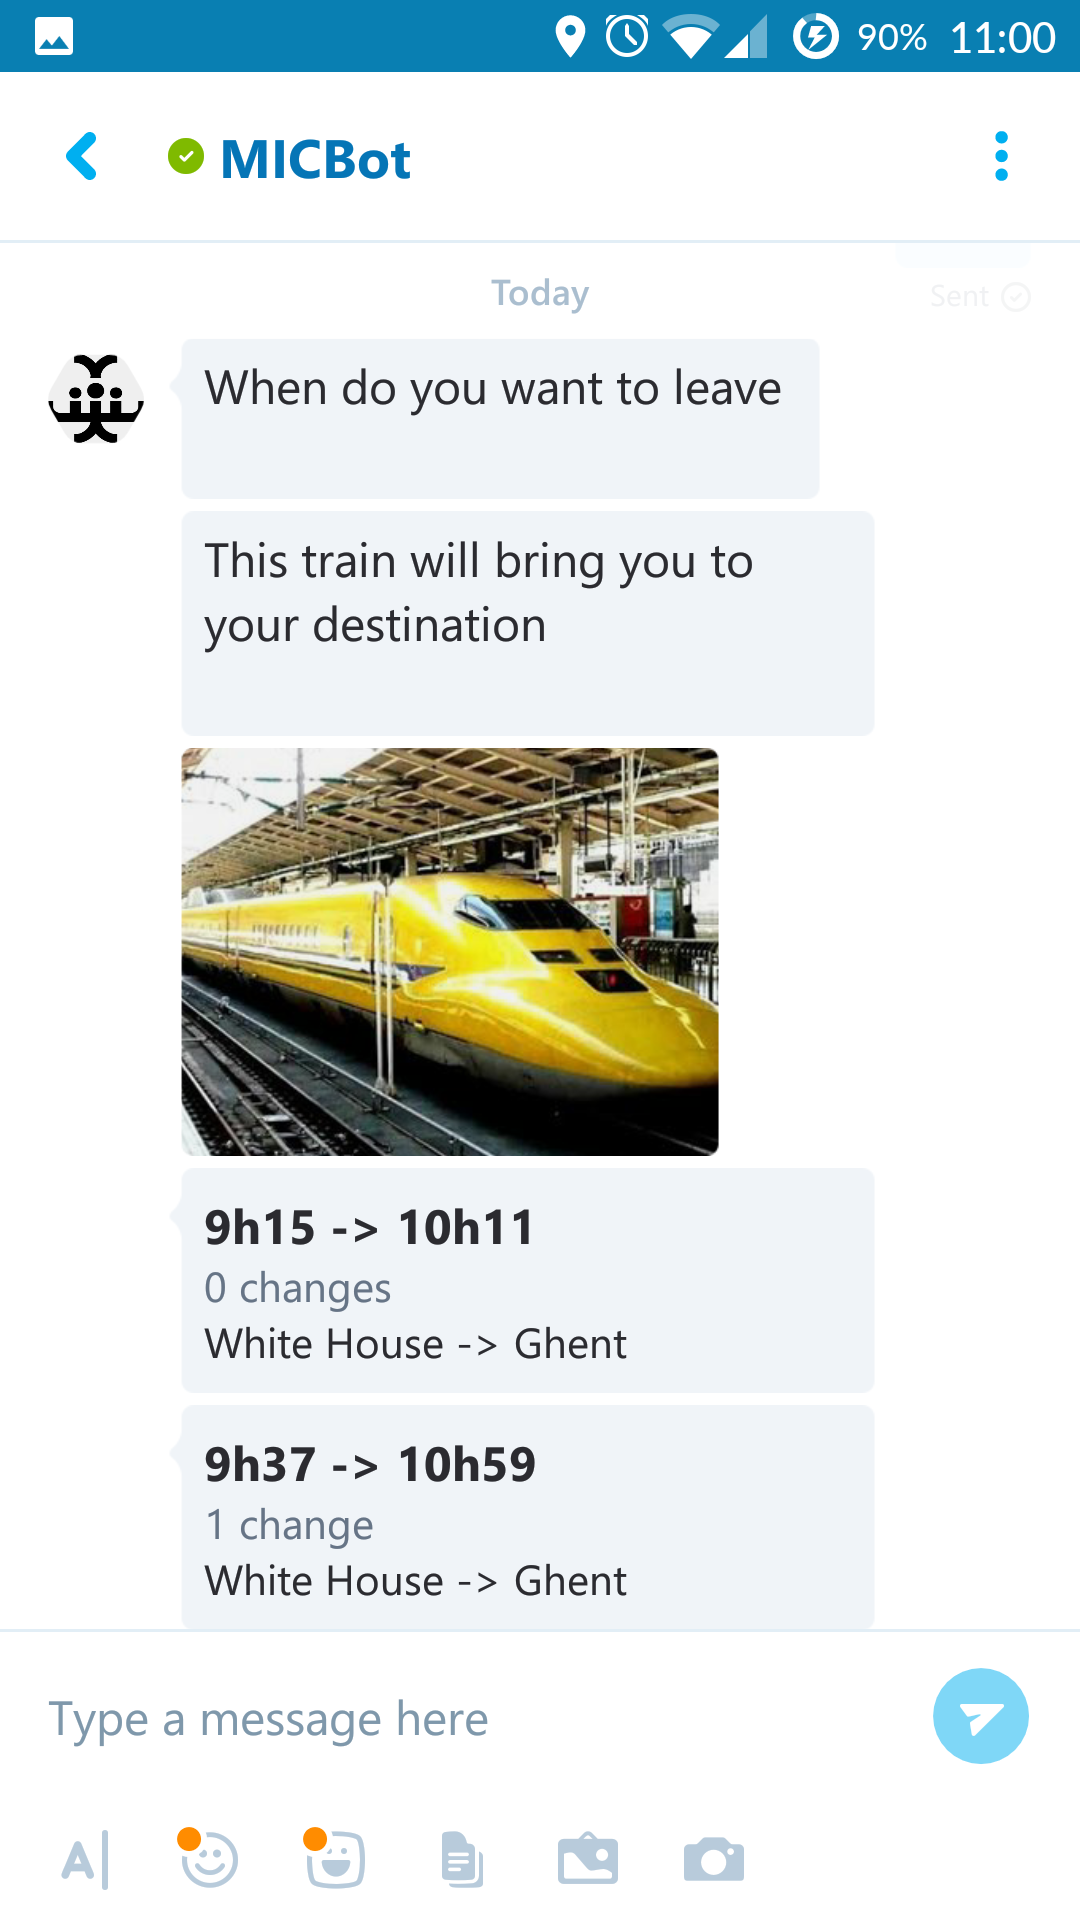 90% 11:00
MICBot
Today
Sent
When do you want to leave
This train will bring you to
your destination
9h15 -> 10h11
0 changes
White House -> Ghent
9h37 -> 10h59
1 change
White House -> Ghent
Type a message here
A